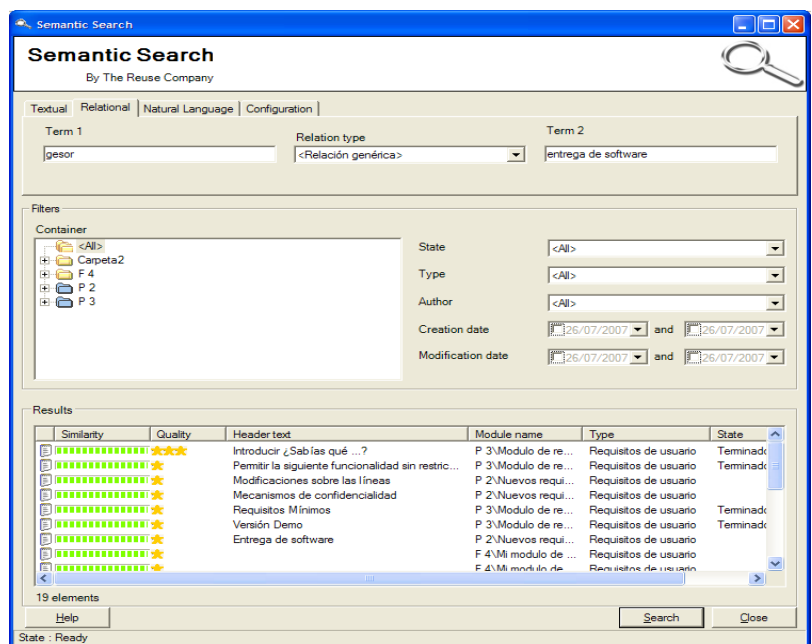 Semantic Search
Semantic Search
By The Reuse Company
Textual Relational Natural Language Configuration
Term 1 Relation type Term 2
gesor <Relación genérica> entrega de software
Filters
Container
<All>
Carpeta2
F 4
P 2
P 3
State <All>
Type <All>
Author <All>
Creation date 26/07/2007 and 26/07/2007
Modification date 26/07/2007 and 26/07/2007
Results
Similarity Quality Header text Module name Type State
Introducir ¿Sabías qué ...? P 3\Modulo de re... Requisitos de usuario Terminado
Permitir la siguiente funcionalidad sin restric... P 3\Modulo de re... Requisitos de usuario Terminado
Modificaciones sobre las líneas P 2\Nuevos requi... Requisitos de usuario
Mecanismos de confidencialidad P 2\Nuevos requi... Requisitos de usuario
Requisitos Mínimos P 3\Modulo de re... Requisitos de usuario Terminado
Versión Demo P 3\Modulo de re... Requisitos de usuario Terminado
Entrega de software P 2\Nuevos requi... Requisitos de usuario
F 4\Mi modulo de ... Requisitos de usuario
F 4\Mi modulo de Requisitos de usuario
19 elements
Help Search Close
State : Ready